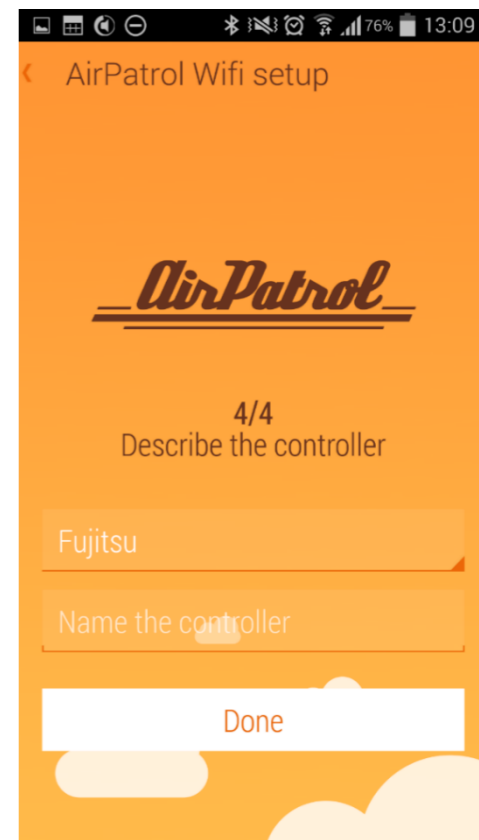 76% 13:09
AirPatrol Wifi setup
AirPatrol
4/4
Describe the controller
Fujitsu
Name the controller
Done